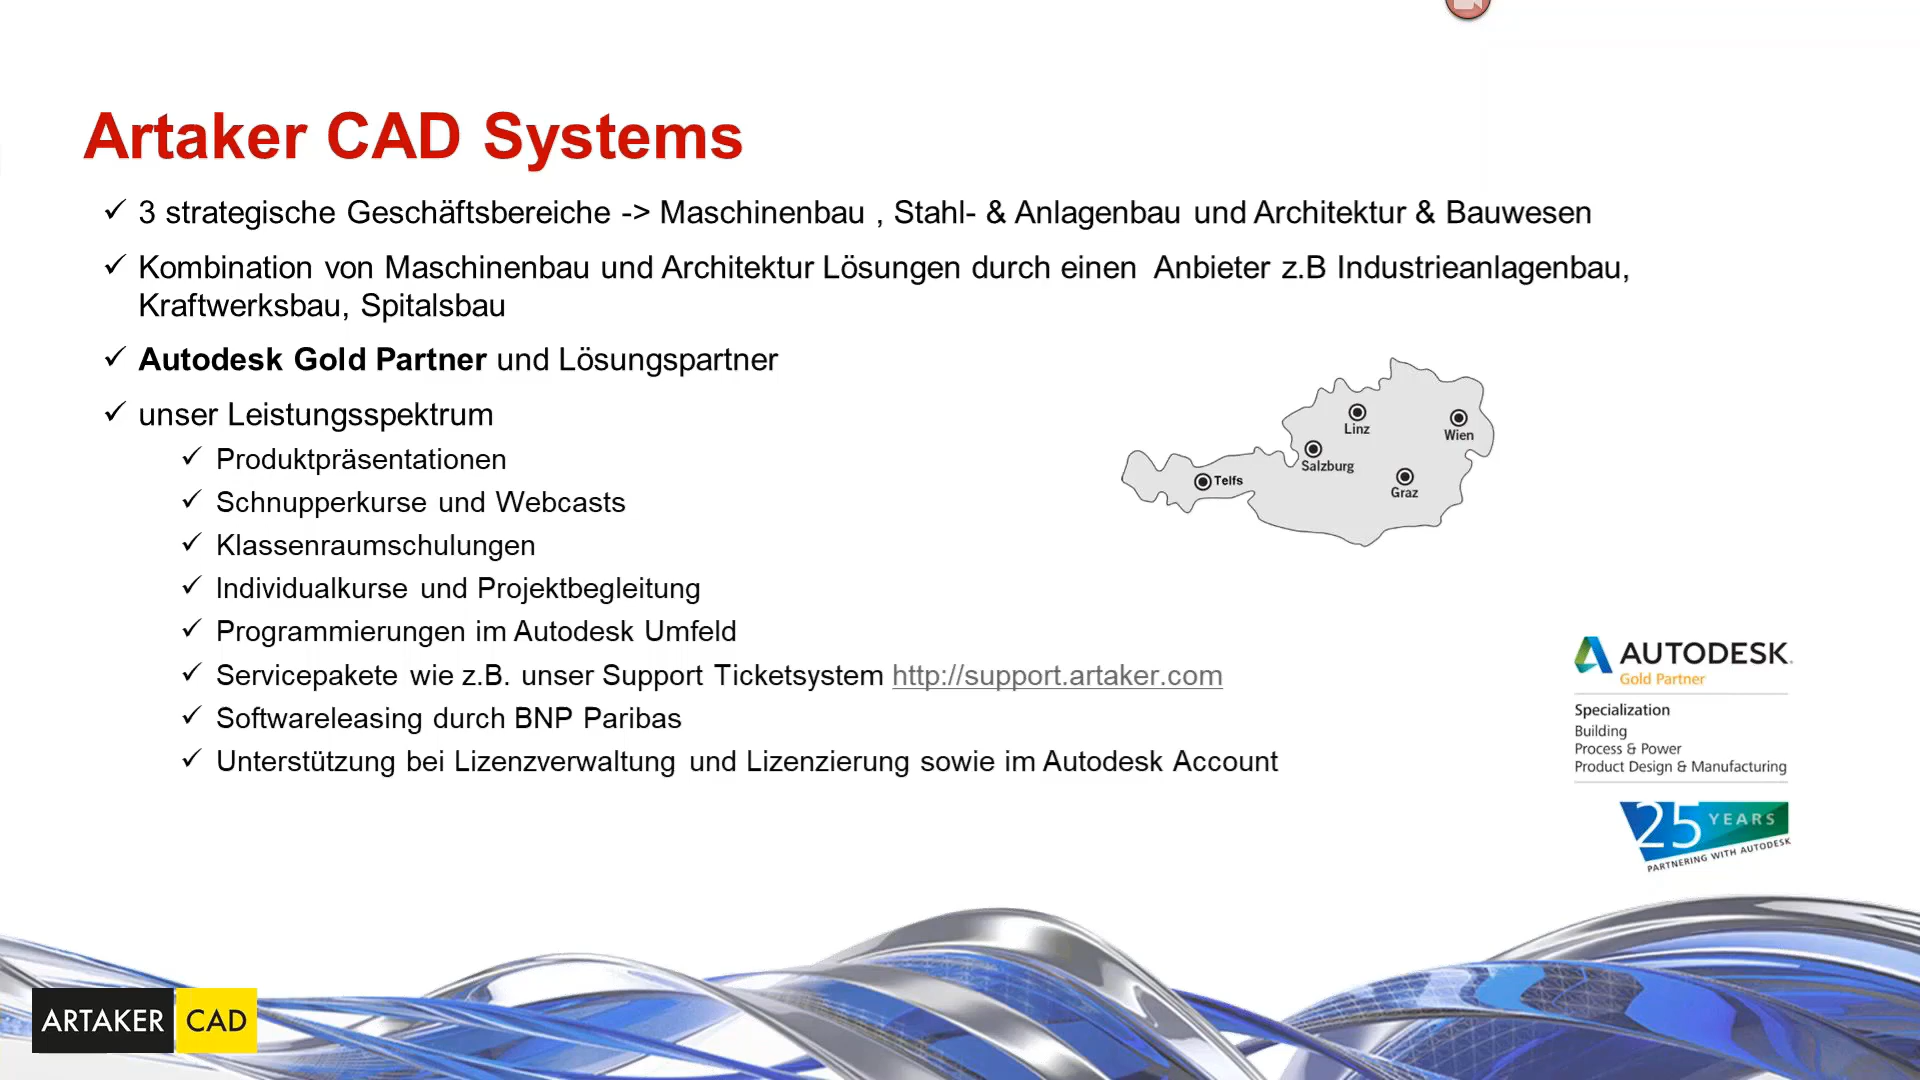 Artaker CAD Systems
✓ 3 strategische Geschäftsbereiche -> Maschinenbau , Stahl- & Anlagenbau und Architektur & Bauwesen
✓ Kombination von Maschinenbau und Architektur Lösungen durch einen Anbieter z.B Industrieanlagenbau,
Kraftwerksbau, Spitalsbau
✓ Autodesk Gold Partner und Lösungspartner
✓ unser Leistungsspektrum
✓ Produktpräsentationen
✓ Schnupperkurse und Webcasts
✓ Klassenraumschulungen
✓ Individualkurse und Projektbegleitung
✓ Programmierungen im Autodesk Umfeld
✓ Servicepakete wie z.B. unser Support Ticketsystem http://support.artaker.com
✓ Softwareleasing durch BNP Paribas
✓ Unterstützung bei Lizenzverwaltung und Lizenzierung sowie im Autodesk Account
Linz
Wien
Salzburg
Telfs
Graz
AUTODESK.
Gold Partner
Specialization
Building
Process & Power
Product Design & Manufacturing
25 YEARS
PARTNERING WITH AUTODESK
ARTAKER CAD